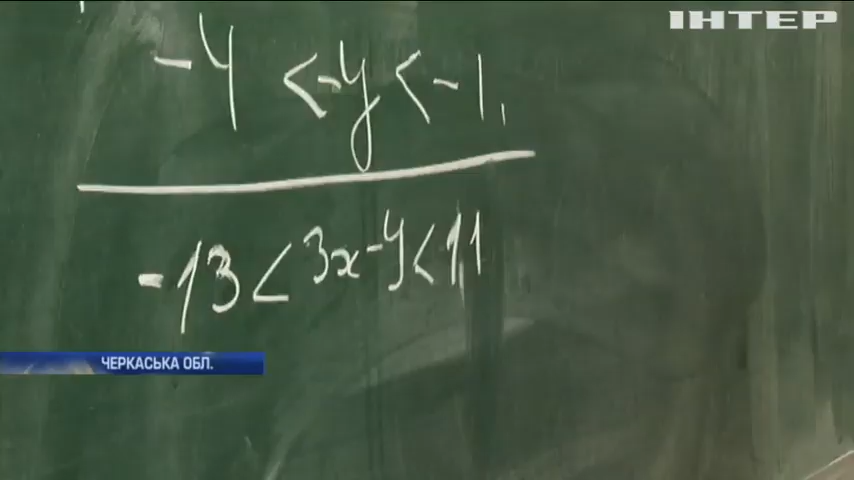 ІНТЕР
-4 < -y < -1,
-13 < 3x - y < 11
ЧЕРКАСЬКА ОБЛ.